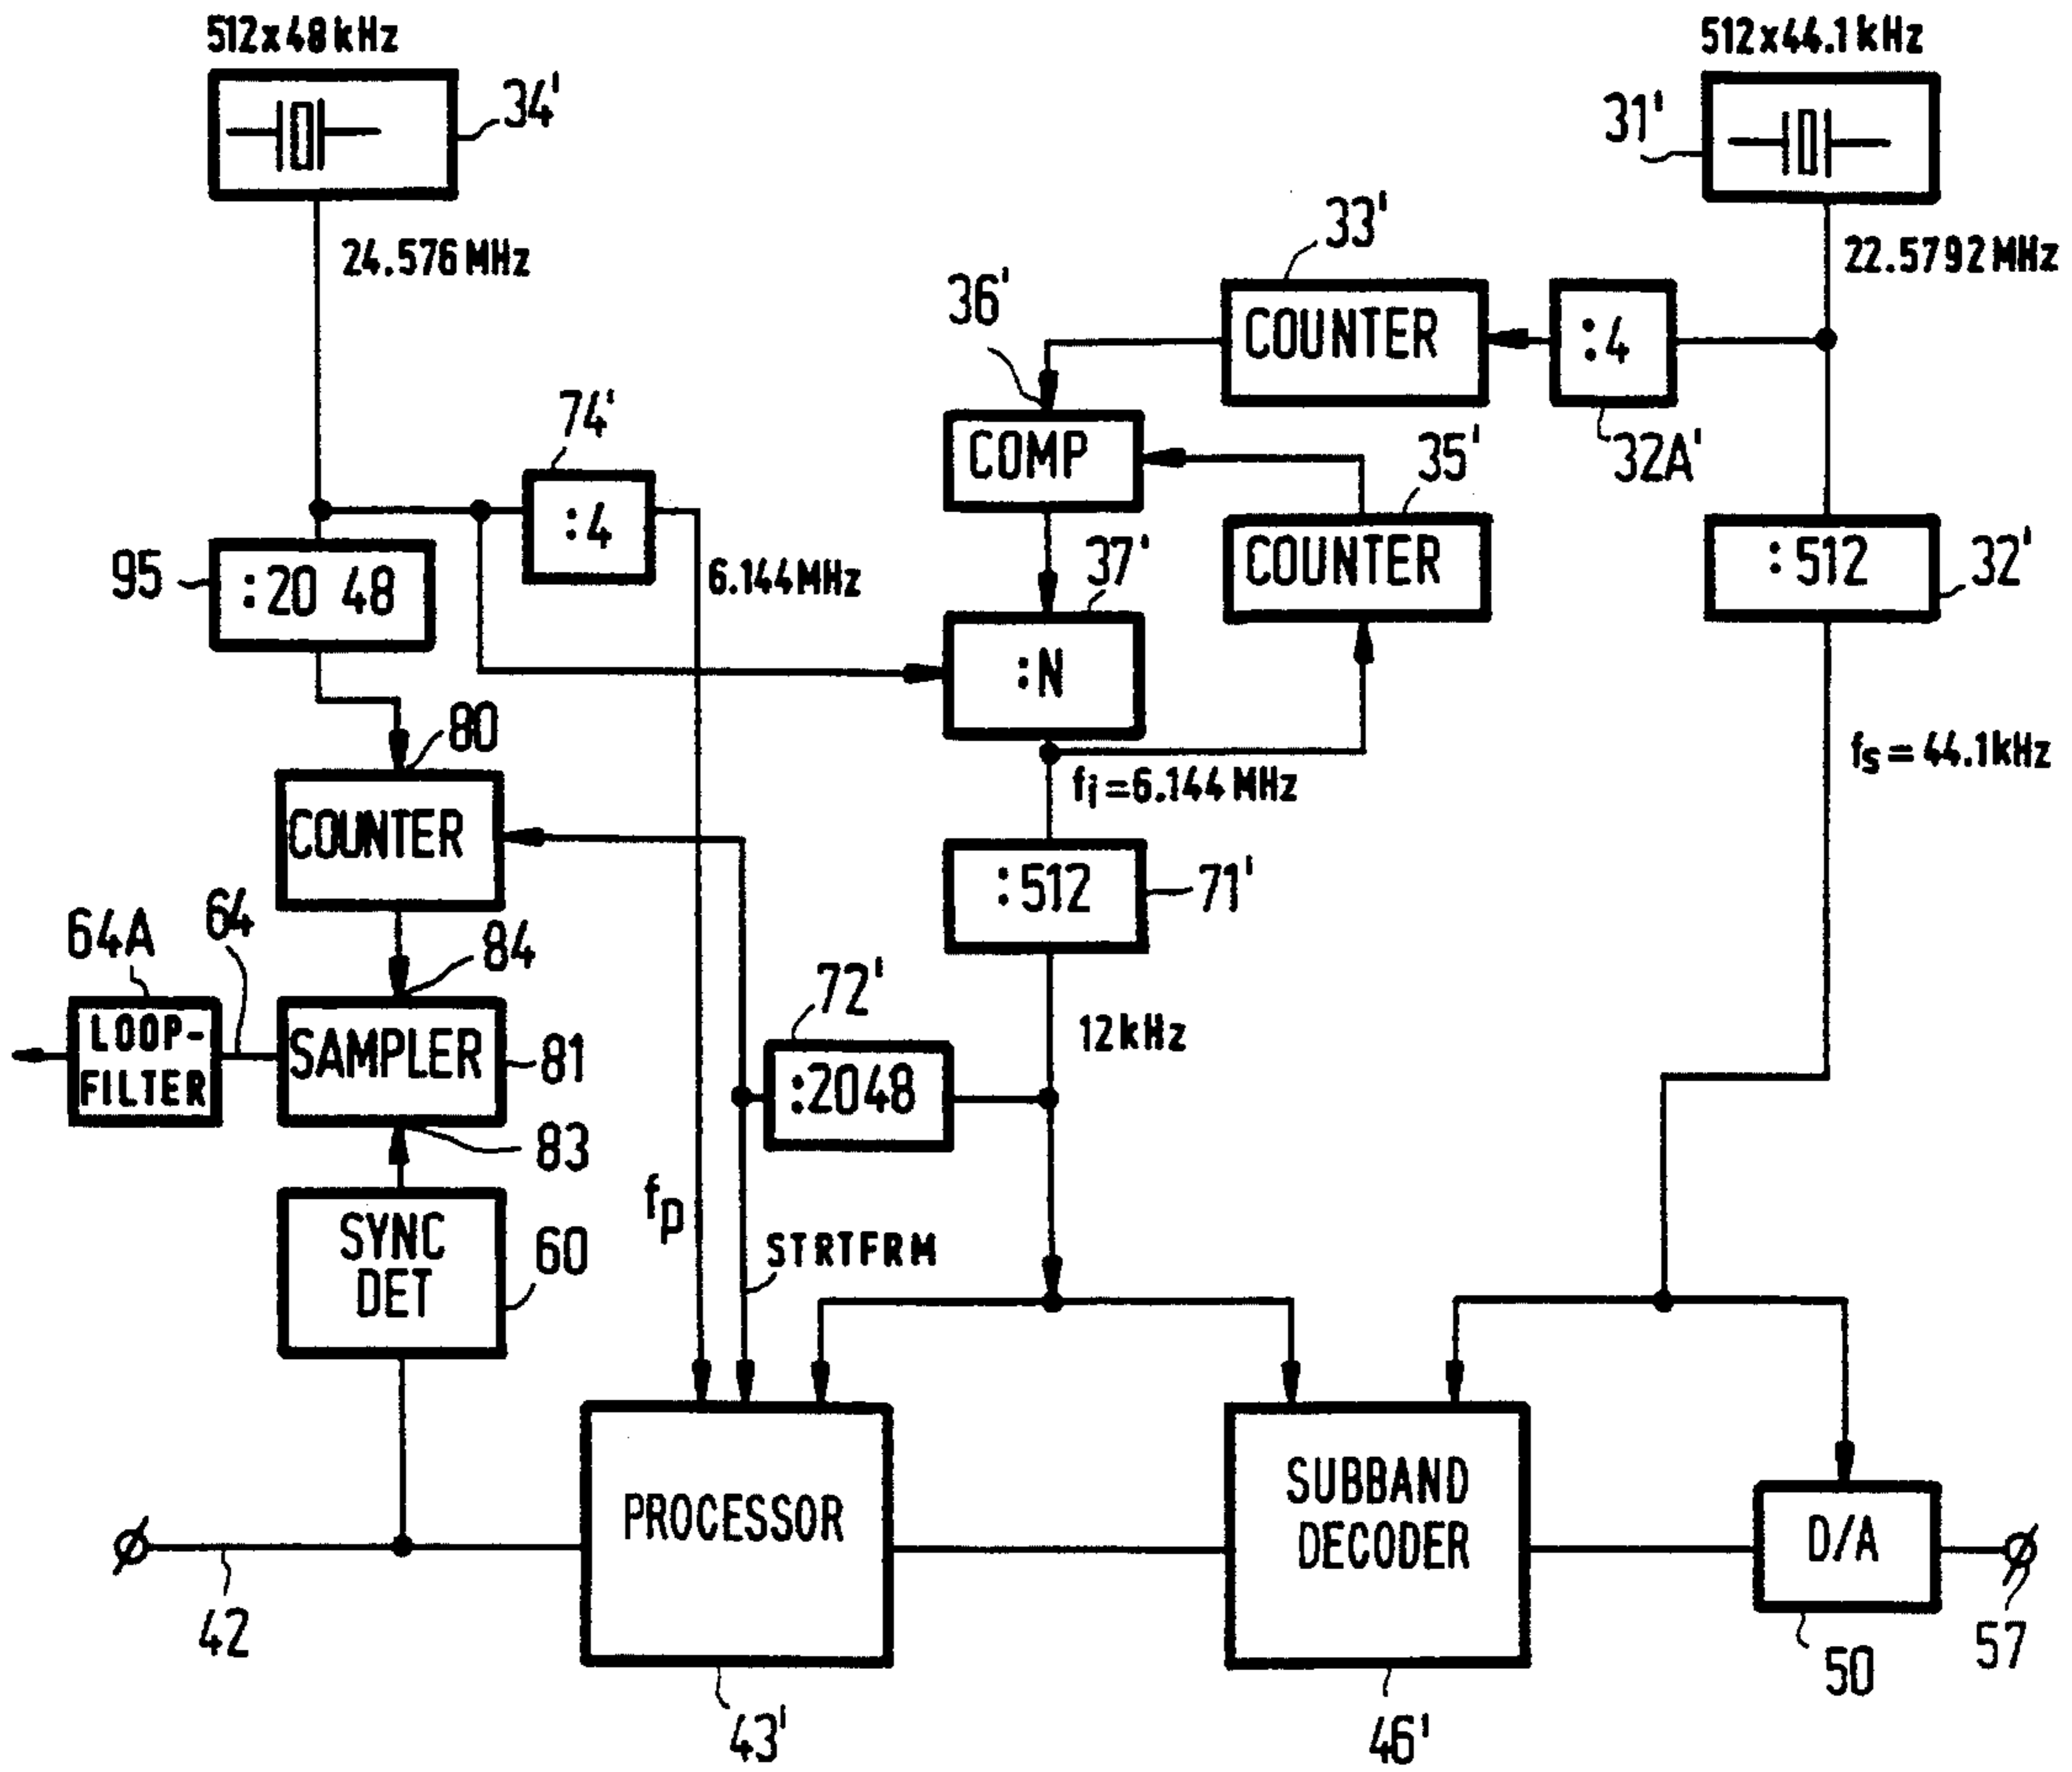 512x48kHz
512x44.1kHz
34'
31'
24.576MHz
22.5792MHz
33'
36'
COUNTER
:4
32A'
74'
COMP
35'
:4
95
:20 48
6.144MHz
37'
COUNTER
:512
32'
:N
80
fi=6.144MHz
fs=44.1kHz
COUNTER
:512
71'
64A
64
84
72'
12kHz
LOOP-
FILTER
SAMPLER
81
:2048
83
fp
SYNC
DET
60
STRTFRM
PROCESSOR
SUBBAND
DECODER
D/A
42
43'
46'
50
57